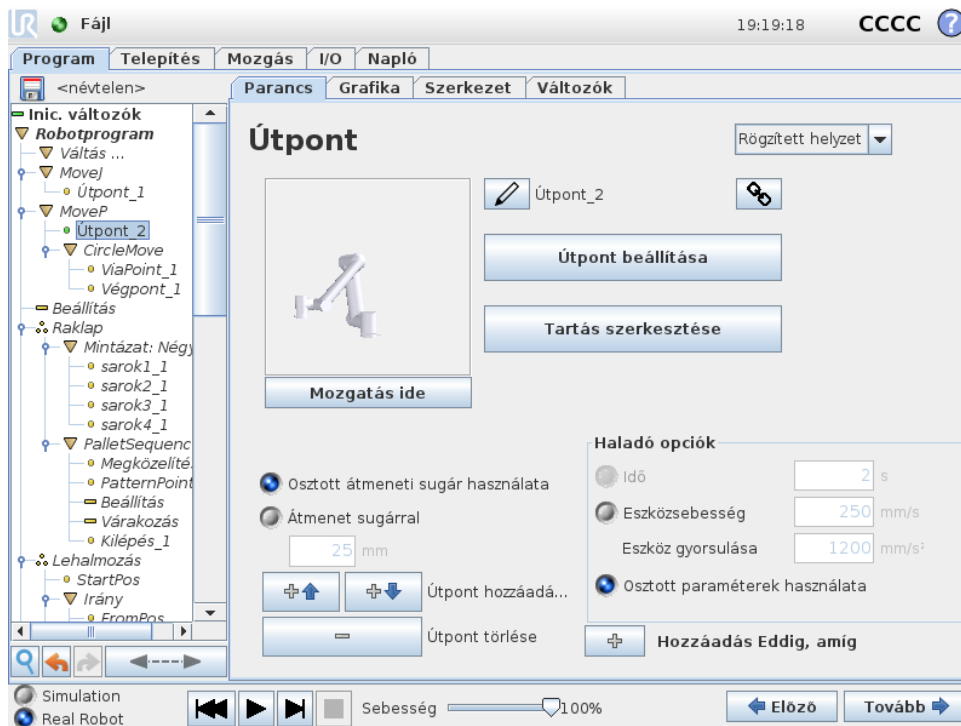 UR Fájl 19:19:18 CCCC ?
Program Telepítés Mozgás I/O Napló
<névtelen>
Parancs Grafika Szerkezet Változók
Inic. változók
Robotprogram
Váltás ...
MoveJ
Útpont_1
MoveP
Útpont_2
CircleMove
ViaPoint_1
Végpont_1
Beállítás
Raklap
Mintázat: Négy
sarok1_1
sarok2_1
sarok3_1
sarok4_1
PalletSequenc
Megközelíté
PatternPoint
Beállítás
Várakozás
Kilépés_1
Lehalmozás
StartPos
Irány
FromPos
Útpont
Rögzített helyzet
Útpont_2
Útpont beállítása
Tartás szerkesztése
Mozgatás ide
Osztott átmeneti sugár használata
Átmenet sugárral
25 mm
Útpont hozzáadá...
Útpont törlése
Haladó opciók
Idő 2 s
Eszközsebesség 250 mm/s
Eszköz gyorsulása 1200 mm/s²
Osztott paraméterek használata
Hozzáadás Eddig, amíg
Simulation
Real Robot
Sebesség 100%
Előző
Tovább